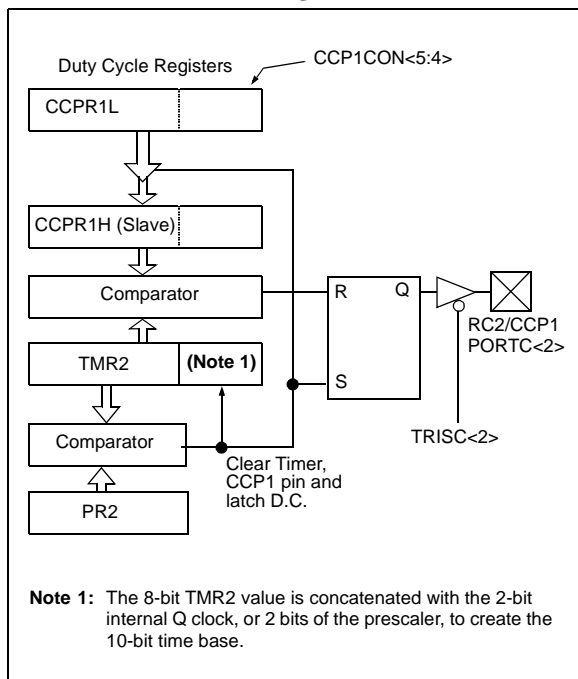 Duty Cycle Registers
CCP1CON<5:4>
CCPR1L
CCPR1H (Slave)
Comparator
R
Q
RC2/CCP1
PORTC<2>
TMR2
(Note 1)
S
TRISC<2>
Comparator
Clear Timer,
CCP1 pin and
latch D.C.
PR2
Note 1: The 8-bit TMR2 value is concatenated with the 2-bit
internal Q clock, or 2 bits of the prescaler, to create the
10-bit time base.